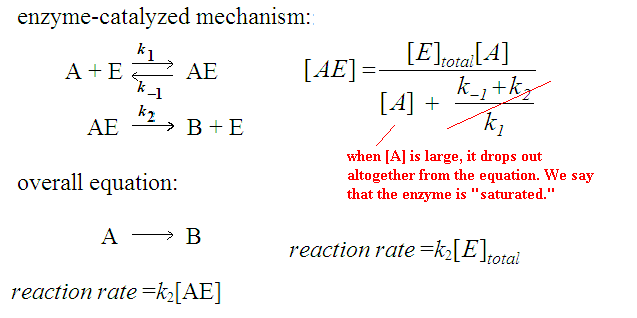 enzyme-catalyzed mechanism:
k1
A + E ⇌ AE
k−1
k2
AE ⟶ B + E
overall equation:
A ⟶ B
reaction rate =k2[AE]
[AE] = [E]total[A] / ([A] + (k−1 + k2) / k1)
when [A] is large, it drops out
altogether from the equation. We say
that the enzyme is "saturated."
reaction rate =k2[E]total